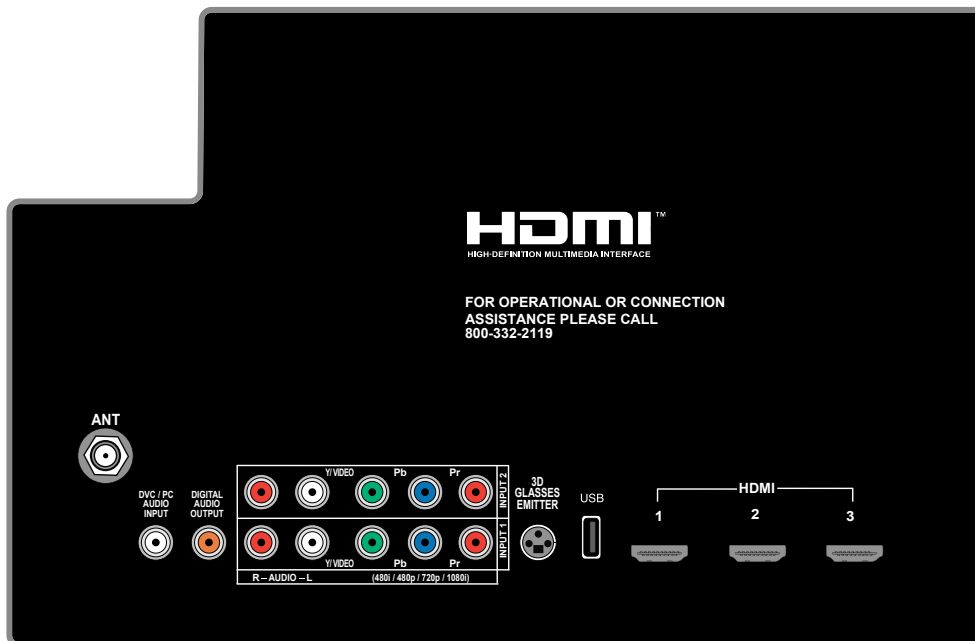 HDMI™
HIGH-DEFINITION MULTIMEDIA INTERFACE
FOR OPERATIONAL OR CONNECTION
ASSISTANCE PLEASE CALL
800-332-2119
ANT
DVC / PC
AUDIO
INPUT
DIGITAL
AUDIO
OUTPUT
Y/ VIDEO Pb Pr
INPUT 2
INPUT 1
Y/ VIDEO Pb Pr
R – AUDIO – L (480i / 480p / 720p / 1080i)
3D
GLASSES
EMITTER
USB
HDMI
1 2 3